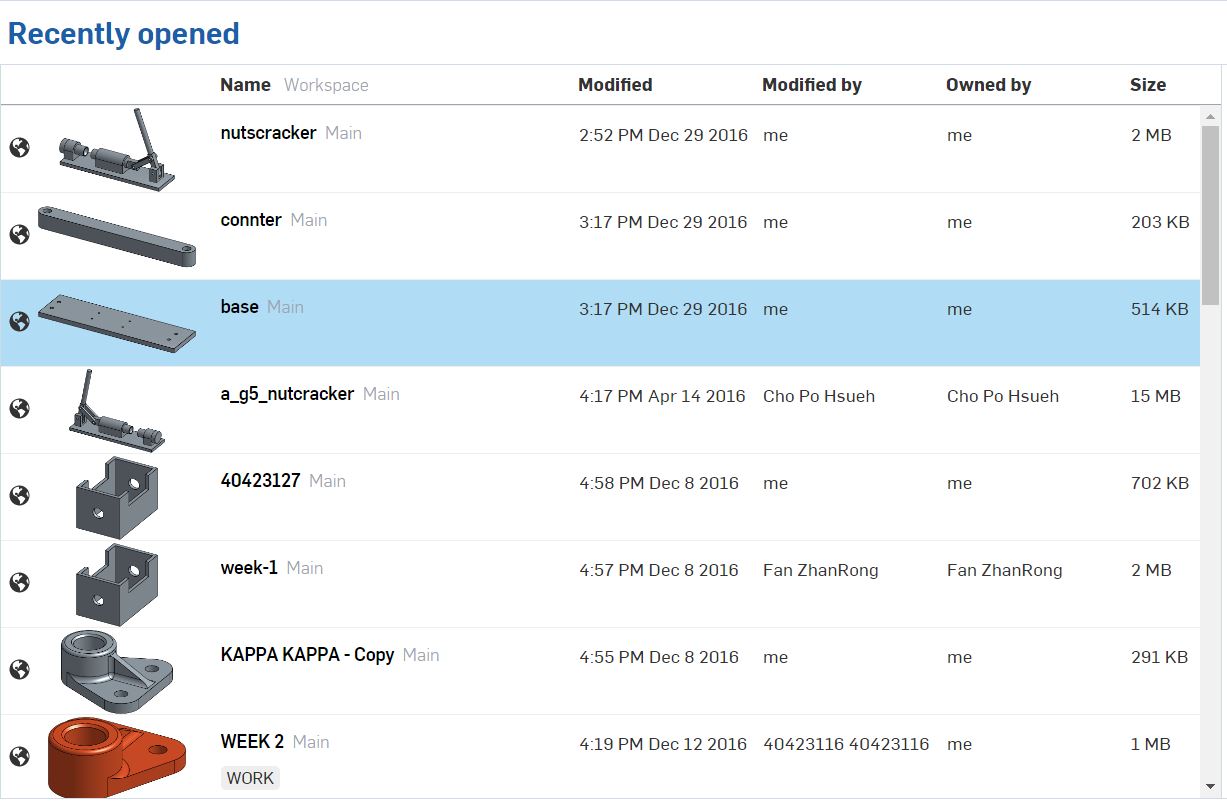 Recently opened
Name Workspace Modified Modified by Owned by Size
nutscracker Main 2:52 PM Dec 29 2016 me me 2 MB
connter Main 3:17 PM Dec 29 2016 me me 203 KB
base Main 3:17 PM Dec 29 2016 me me 514 KB
a_g5_nutcracker Main 4:17 PM Apr 14 2016 Cho Po Hsueh Cho Po Hsueh 15 MB
40423127 Main 4:58 PM Dec 8 2016 me me 702 KB
week-1 Main 4:57 PM Dec 8 2016 Fan ZhanRong Fan ZhanRong 2 MB
KAPPA KAPPA - Copy Main 4:55 PM Dec 8 2016 me me 291 KB
WEEK 2 Main 4:19 PM Dec 12 2016 40423116 40423116 me 1 MB
WORK